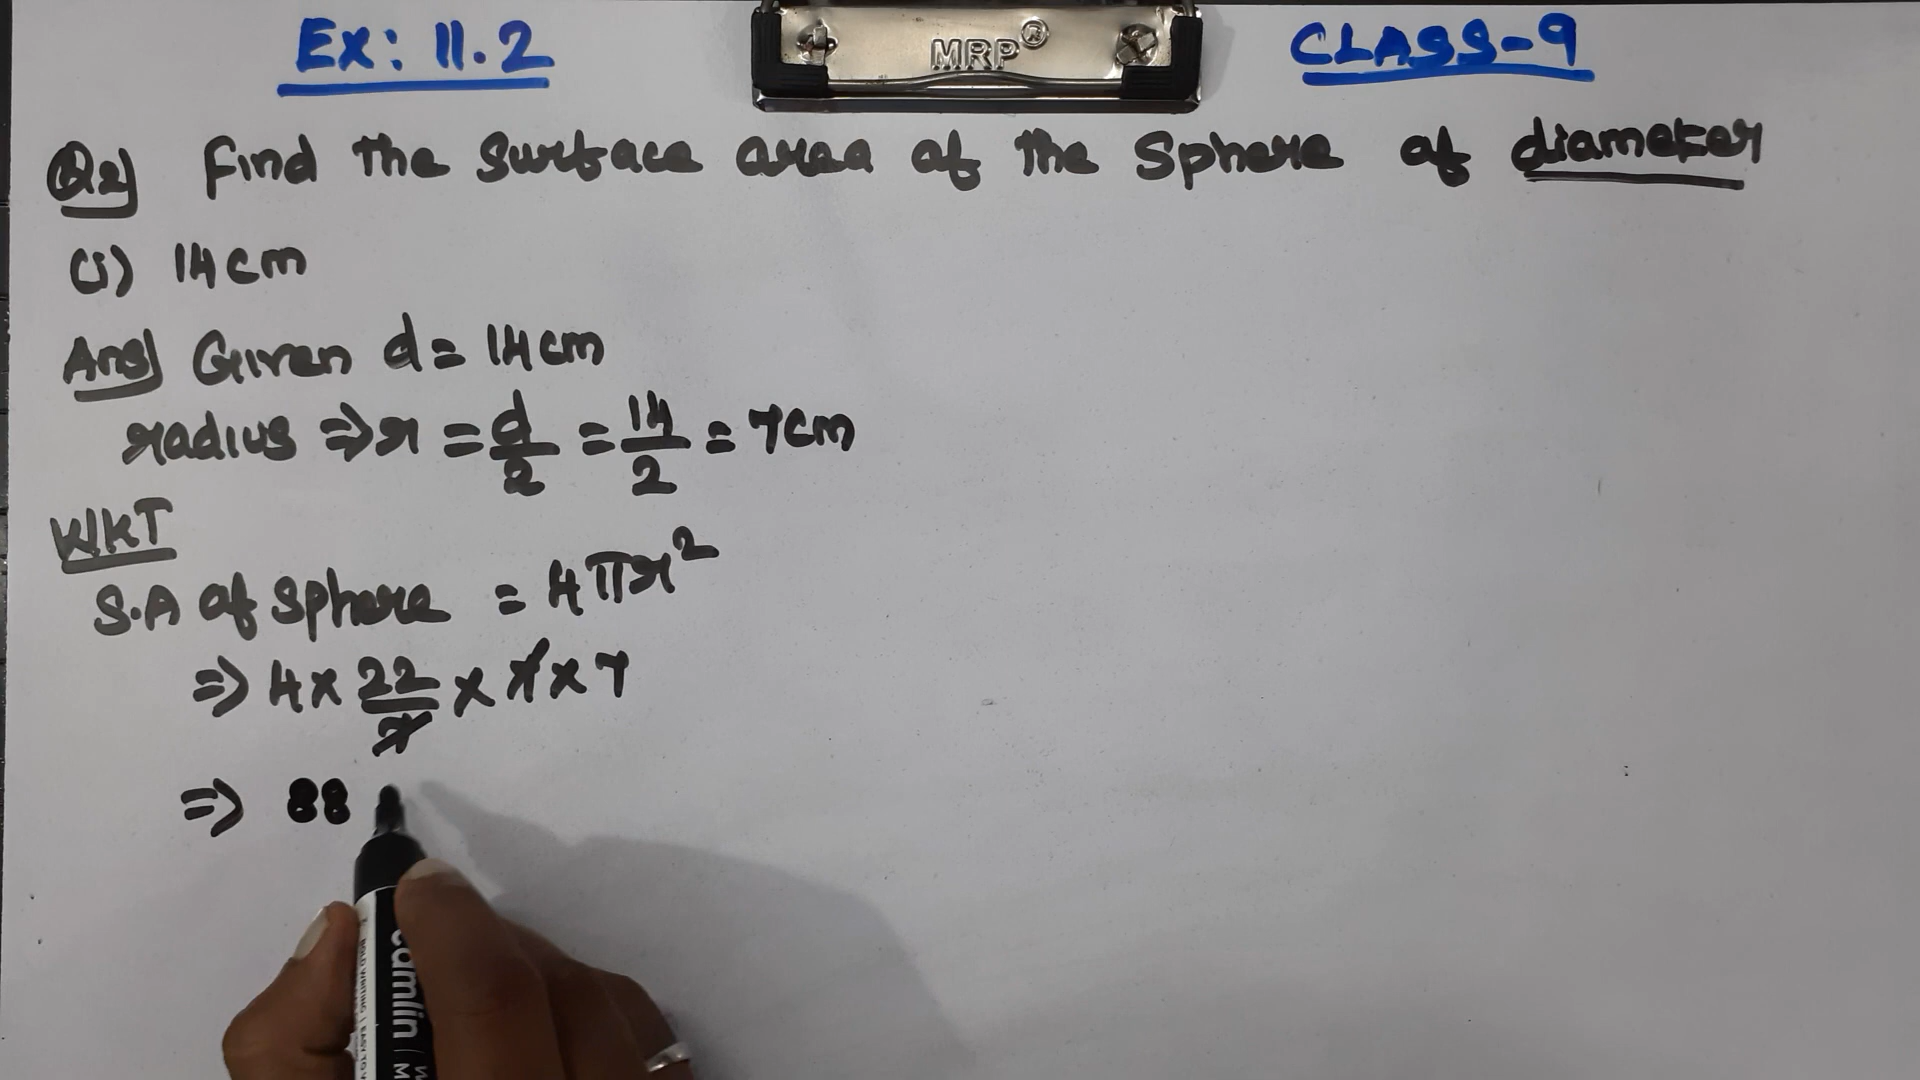 Ex: 11.2
MRP®
CLASS-9
Q2) Find the Surface area of the Sphere of diameter
(i) 14cm
Ans) Given d = 14cm
radius ⇒ r = d/2 = 14/2 = 7cm
WKT
S.A of Sphere = 4πr²
⇒ 4 x 22/7 x 7 x 7
⇒ 88
camlin